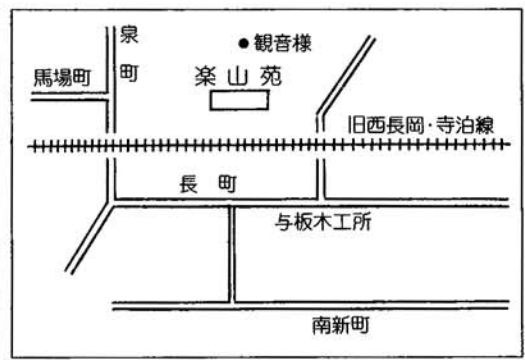 泉町
観音様
馬場町
楽山苑
旧西長岡・寺泊線
長町
与板木工所
南新町